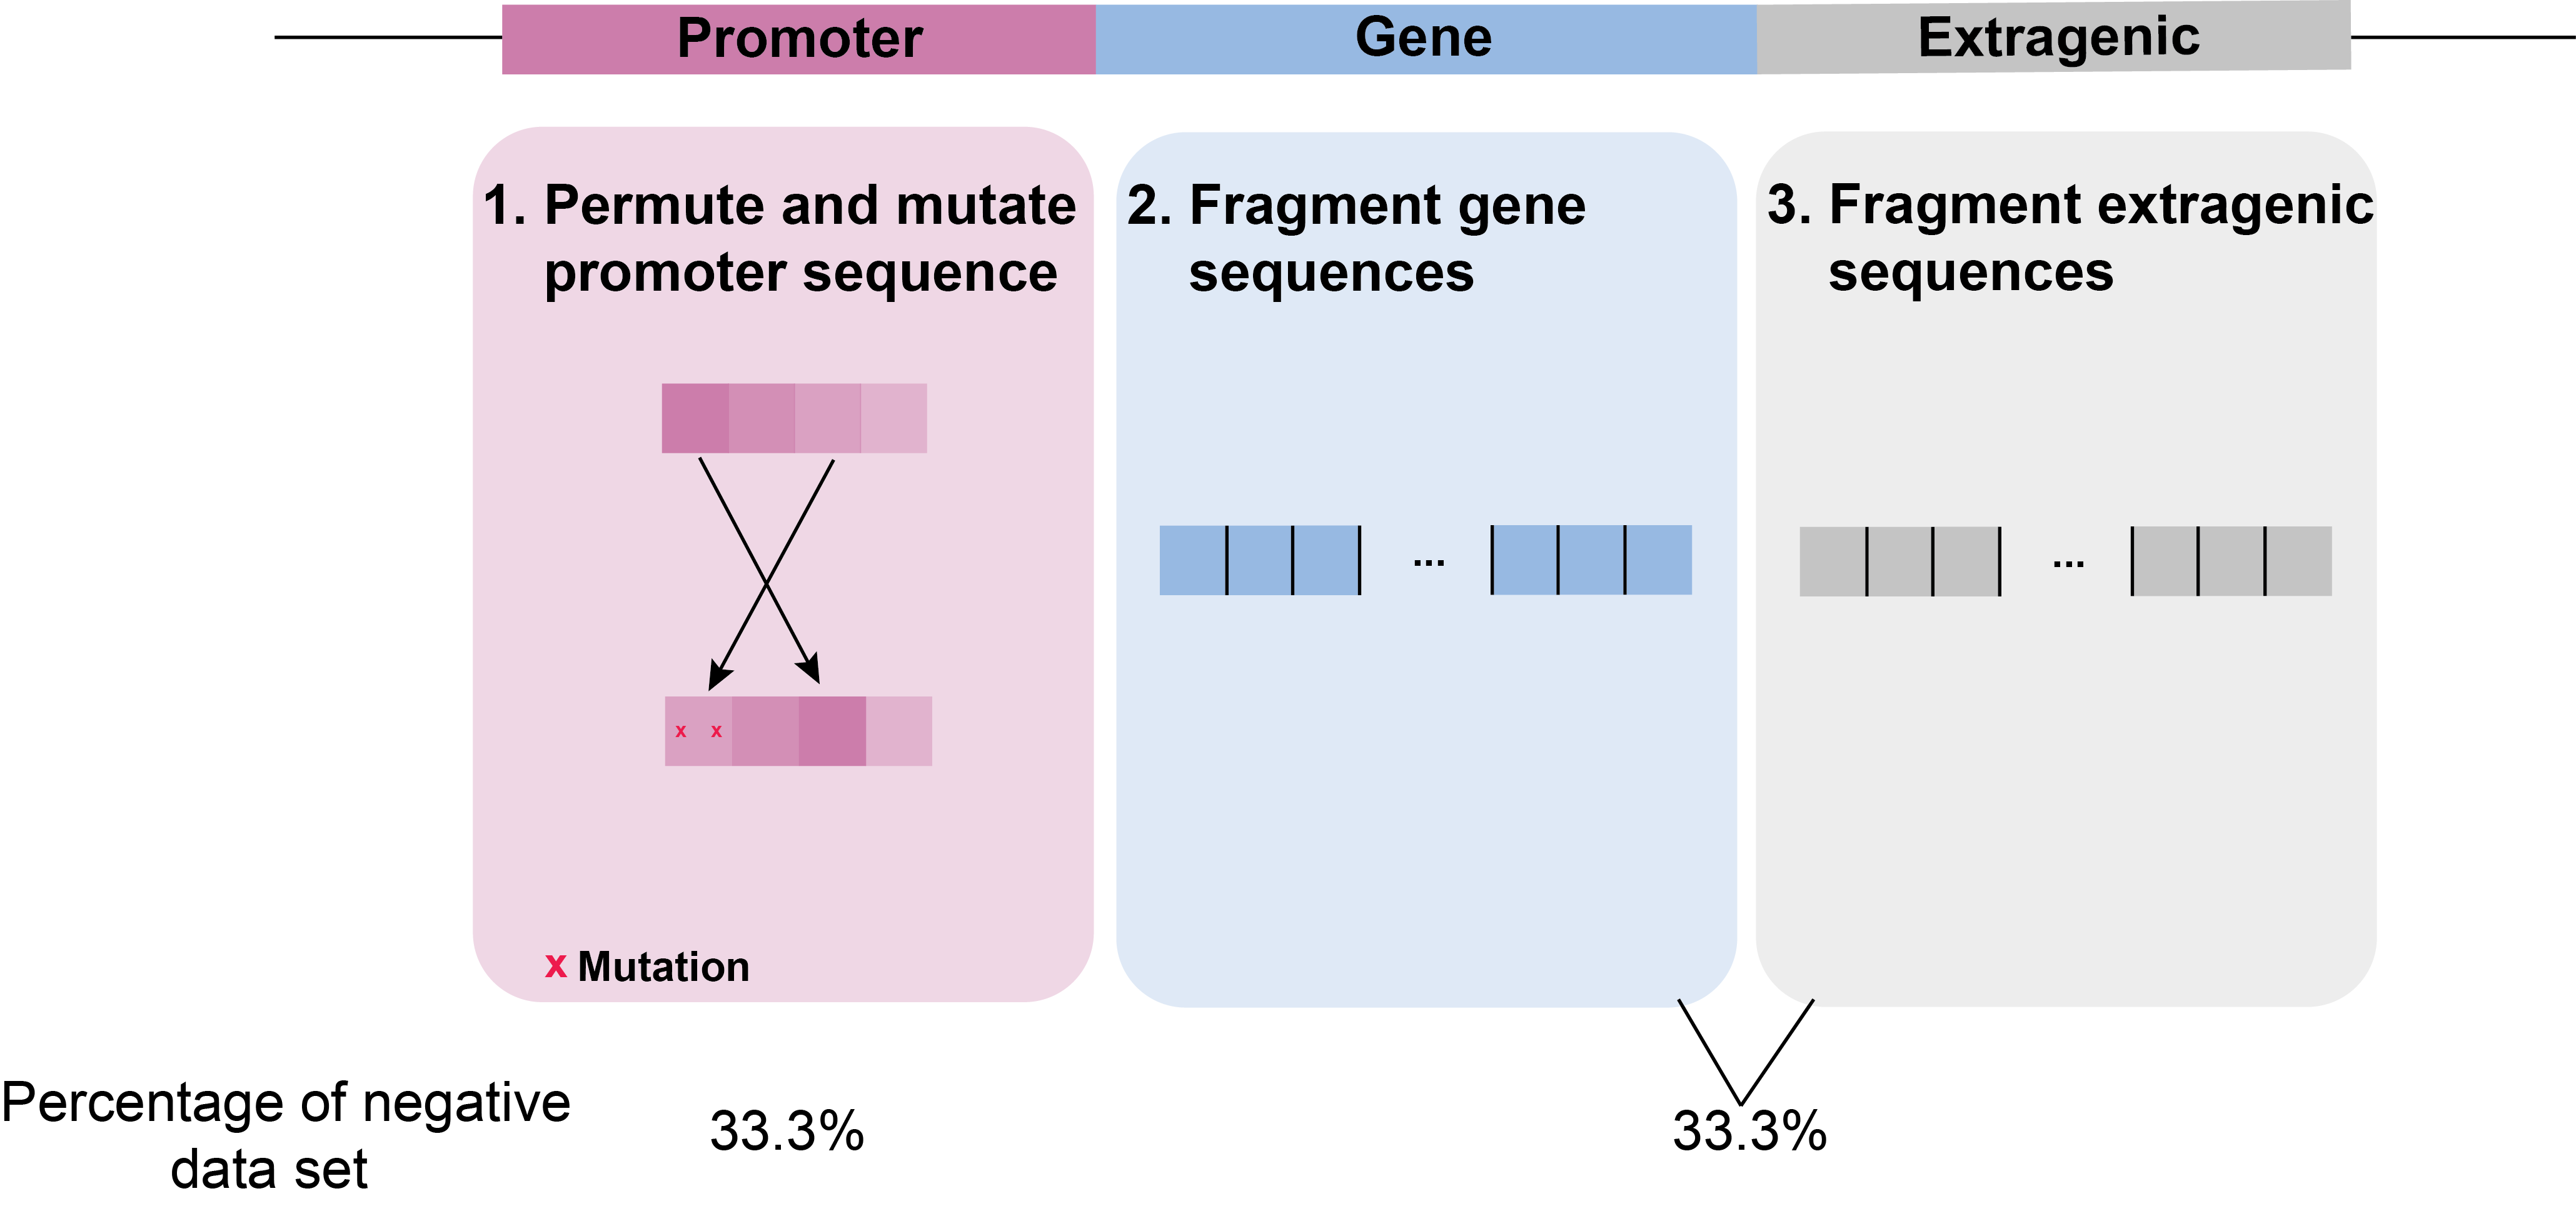 Promoter
Gene
Extragenic
1. Permute and mutate
promoter sequence
2. Fragment gene
sequences
3. Fragment extragenic
sequences
...
...
x x
x Mutation
Percentage of negative
data set
33.3%
33.3%